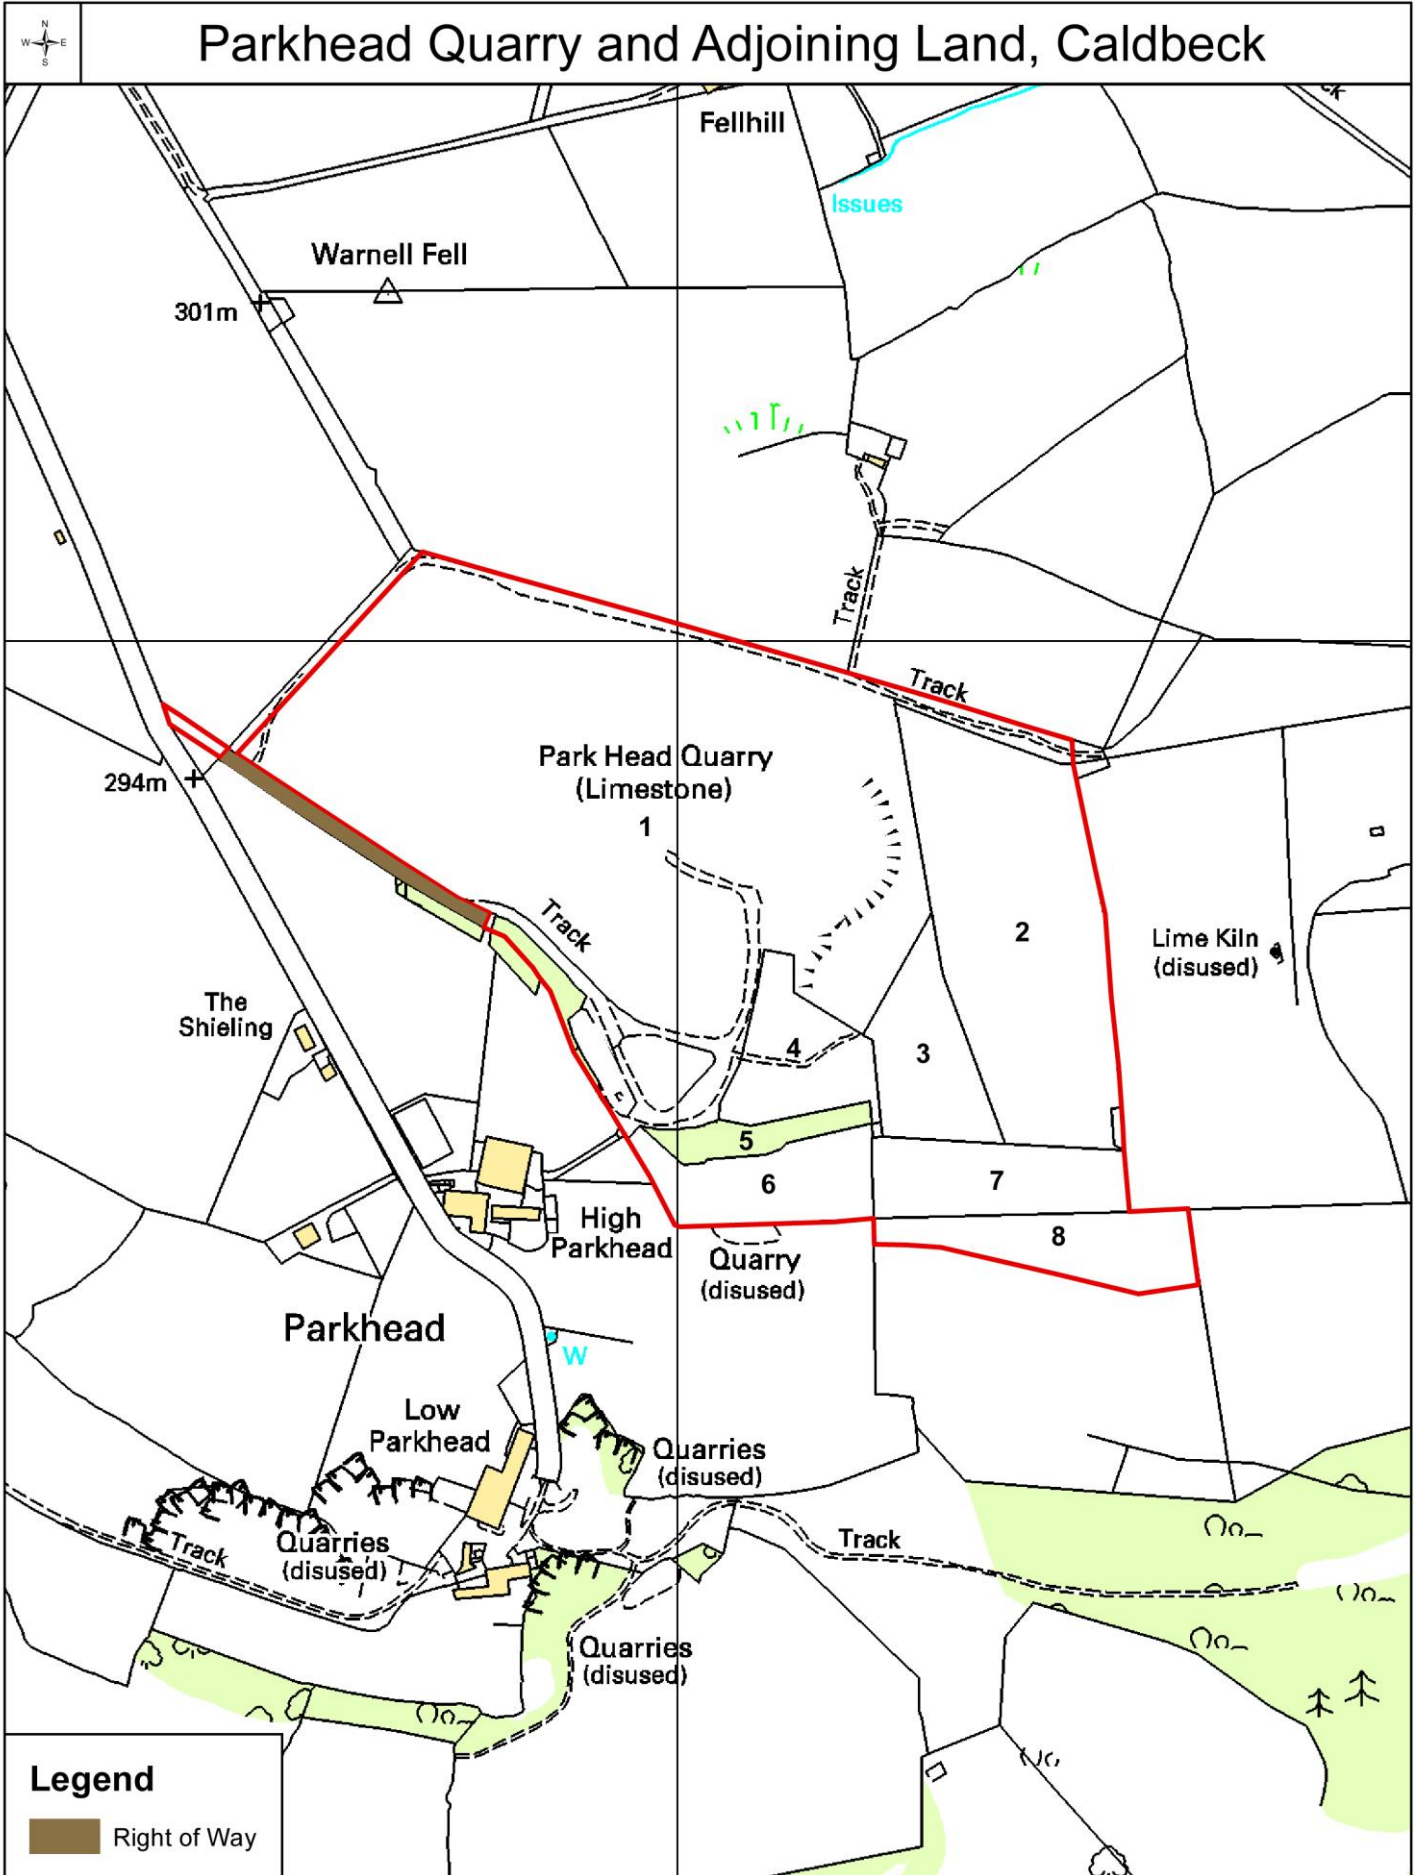 N
W E
S
Parkhead Quarry and Adjoining Land, Caldbeck
Fellhill
ck
Issues
Warnell Fell
301m
Track
Track
Park Head Quarry
(Limestone)
1
294m
Track
2
Lime Kiln
(disused)
The
Shieling
4
3
5
6
7
High
Parkhead
8
Quarry
(disused)
Parkhead
W
Low
Parkhead
Quarries
(disused)
Track
Quarries
(disused)
Track
Quarries
(disused)
Legend
Right of Way